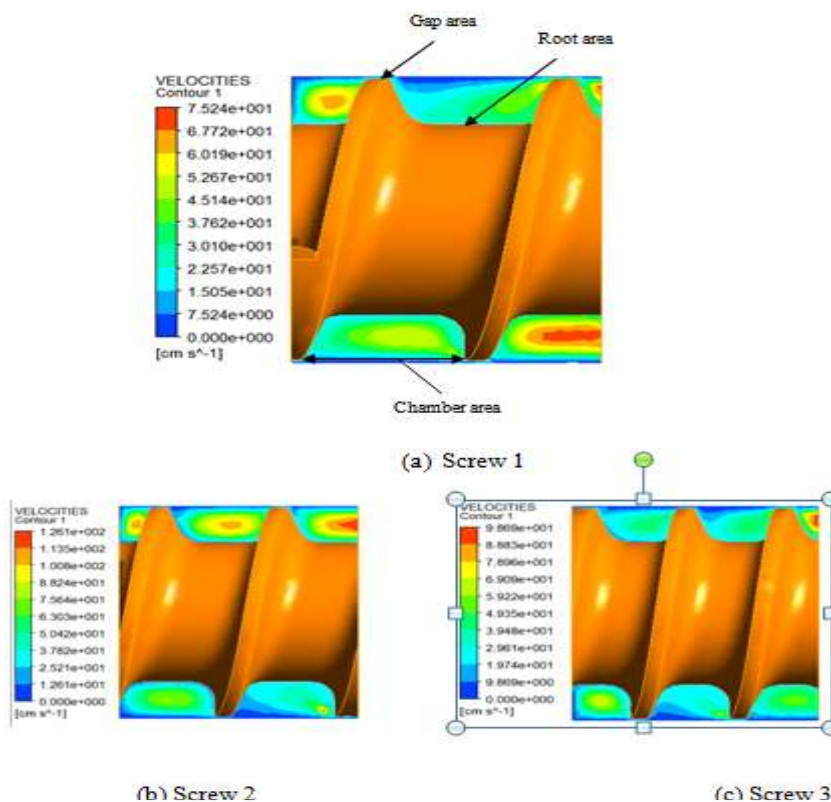 Gap area
Root area
VELOCITIES
Contour 1
7.524e+001
6.772e+001
6.019e+001
5.267e+001
4.514e+001
3.762e+001
3.010e+001
2.257e+001
1.505e+001
7.524e+000
0.000e+000
[cm s^-1]
Chamber area
(a) Screw 1
VELOCITIES
Contour 1
1.261e+002
1.135e+002
1.008e+002
8.824e+001
7.564e+001
6.303e+001
5.042e+001
3.782e+001
2.521e+001
1.261e+001
0.000e+000
[cm s^-1]
VELOCITIES
Contour 1
9.869e+001
8.883e+001
7.896e+001
6.909e+001
5.922e+001
4.935e+001
3.948e+001
2.961e+001
1.974e+001
9.869e+000
0.000e+000
[cm s^-1]
(b) Screw 2
(c) Screw 3